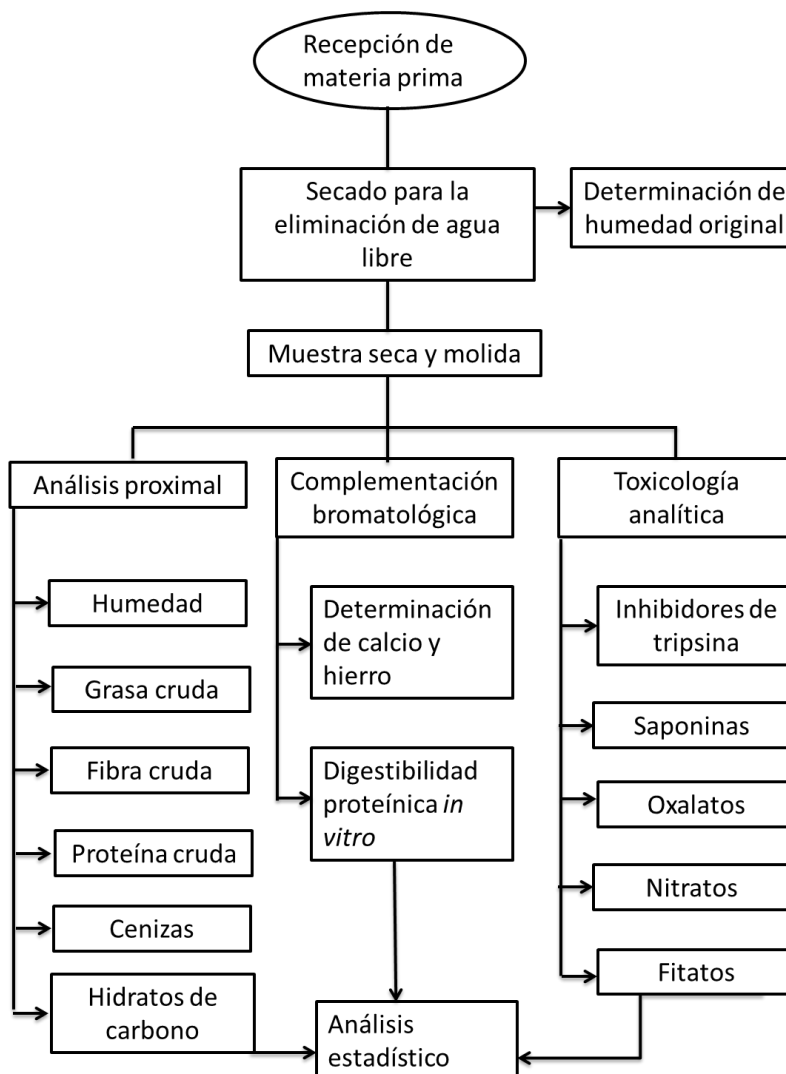 Recepción de
materia prima
Secado para la
eliminación de agua
libre
Determinación de
humedad original
Muestra seca y molida
Análisis proximal
Humedad
Grasa cruda
Fibra cruda
Proteína cruda
Cenizas
Hidratos de
carbono
Complementación
bromatológica
Determinación
de calcio y
hierro
Digestibilidad
proteínica in
vitro
Toxicología
analítica
Inhibidores de
tripsina
Saponinas
Oxalatos
Nitratos
Fitatos
Análisis
estadístico